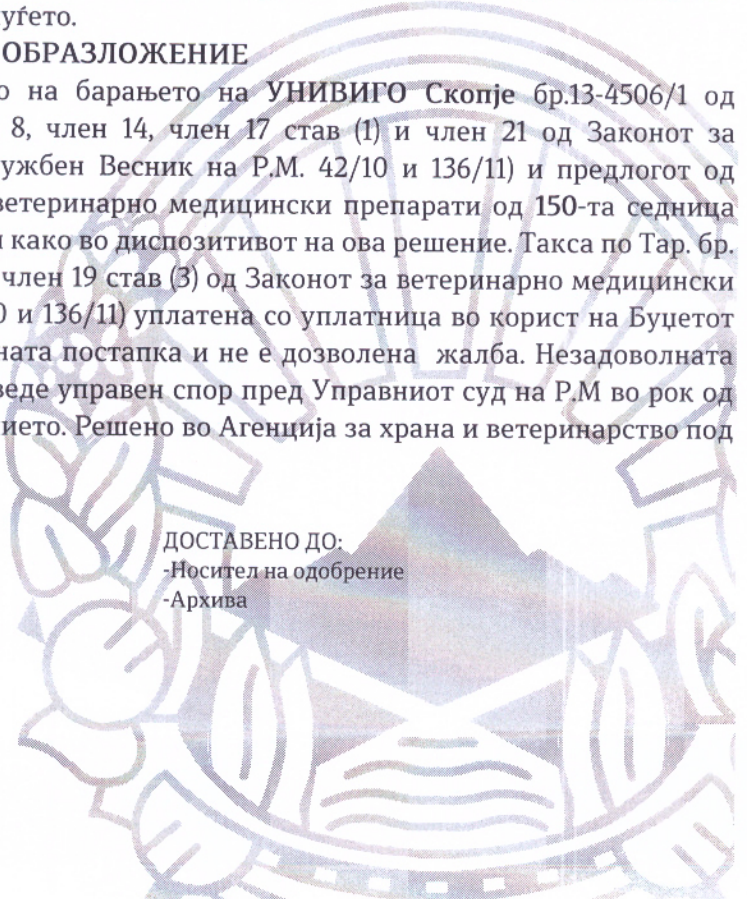 уѓето.
ОБРАЗЛОЖЕНИЕ
о на барањето на УНИВИГО Скопје бр.13-4506/1 од
8, член 14, член 17 став (1) и член 21 од Законот за
ужбен Весник на Р.М. 42/10 и 136/11) и предлогот од
ветеринарно медицински препарати од 150-та седница
како во диспозитивот на ова решение. Такса по Тар. бр.
член 19 став (3) од Законот за ветеринарно медицински
0 и 136/11) уплатена со уплатница во корист на Буџетот
ната постапка и не е дозволена жалба. Незадоволната
веде управен спор пред Управниот суд на Р.М во рок од
ието. Решено во Агенција за храна и ветеринарство под
ДОСТАВЕНО ДО:
-Носител на одобрение
-Архива